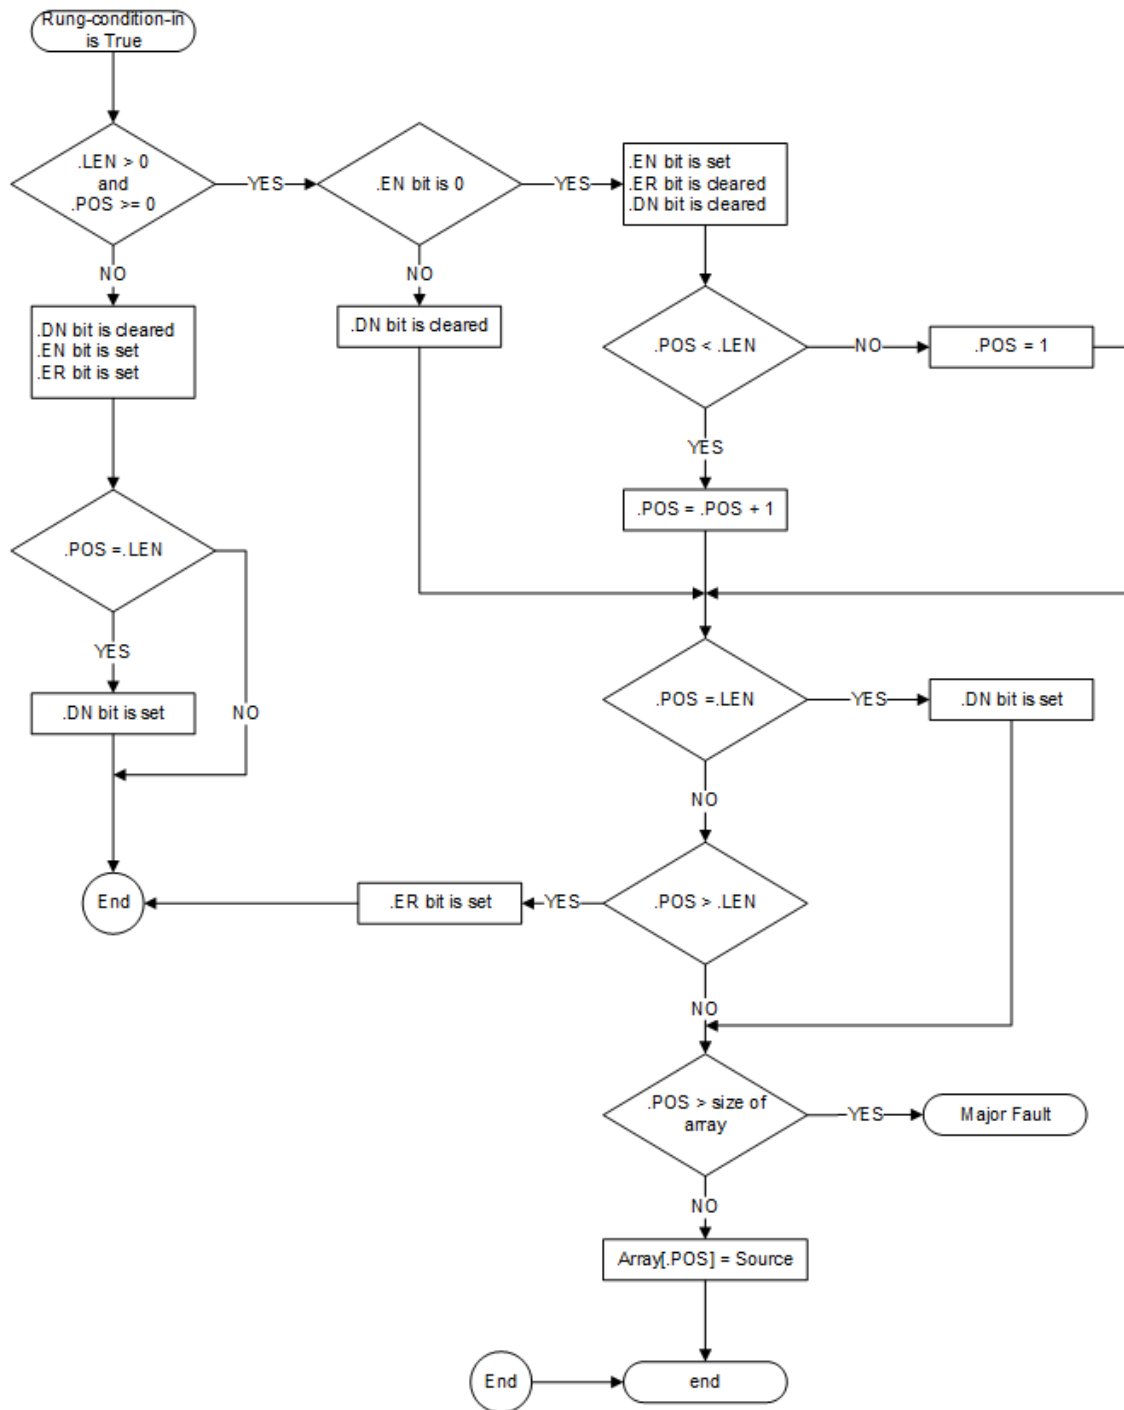 Rung-condition-in
is True
.LEN > 0
and
.POS >= 0
YES
.EN bit is 0
YES
.EN bit is set
.ER bit is cleared
.DN bit is cleared
NO
NO
.DN bit is cleared
.EN bit is set
.ER bit is set
.DN bit is cleared
.POS < .LEN
NO
.POS = 1
YES
.POS = .POS + 1
.POS =.LEN
YES
.DN bit is set
NO
.POS =.LEN
YES
.DN bit is set
NO
End
.ER bit is set
YES
.POS > .LEN
NO
.POS > size of
array
YES
Major Fault
NO
Array[.POS] = Source
End
end